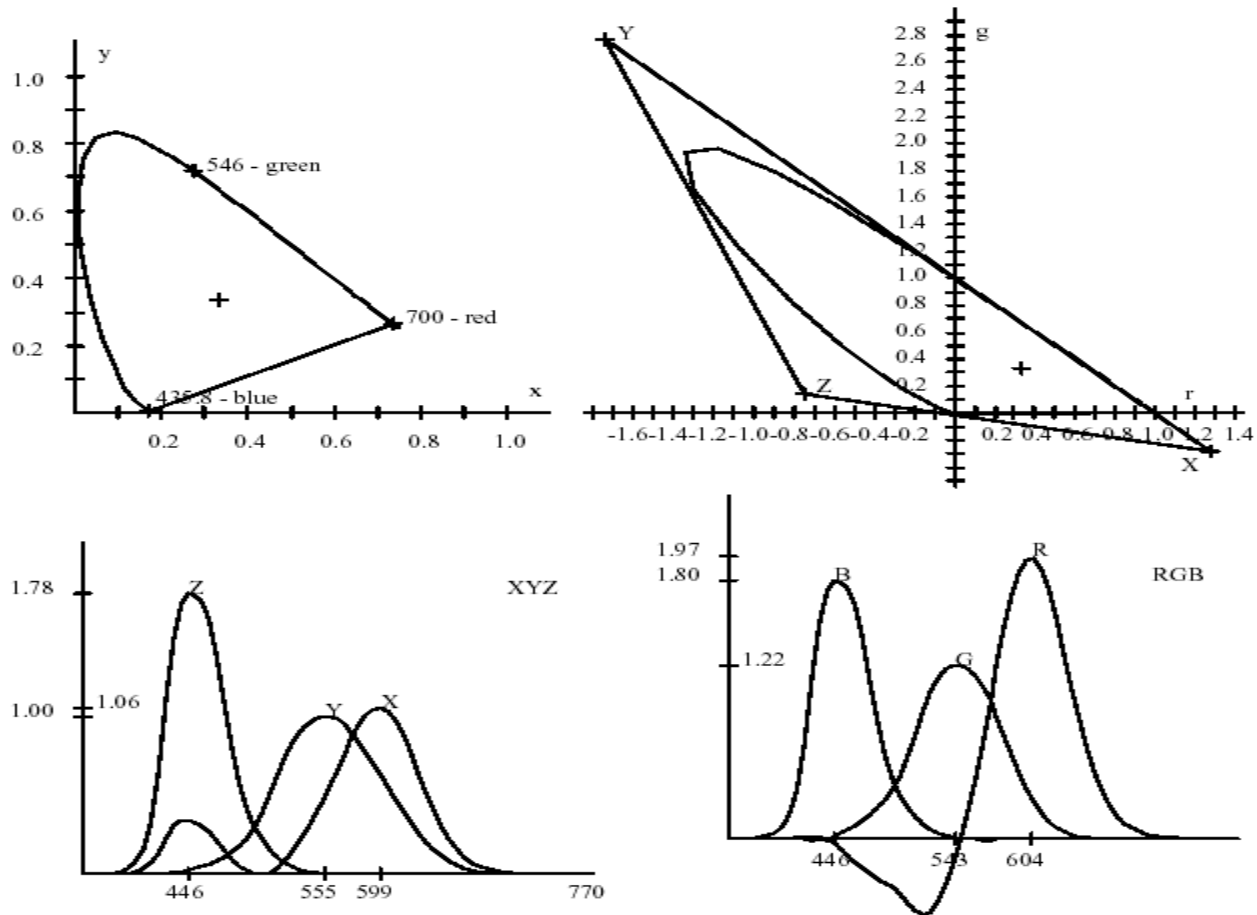 y
1.0
0.8
0.6
0.4
0.2
546 - green
700 - red
435.8 - blue
x
0.2 0.4 0.6 0.8 1.0
Y
g
2.8
2.6
2.4
2.2
2.0
1.8
1.6
1.4
1.2
1.0
0.8
0.6
0.4
0.2
Z
r
-1.6 -1.4 -1.2 -1.0 -0.8 -0.6 -0.4 -0.2 0.2 0.4 0.6 0.8 1.0 1.2 1.4
X
XYZ
1.78
1.06
1.00
Z
Y
X
446 555 599 770
RGB
1.97
1.80
1.22
B
G
R
446 543 604